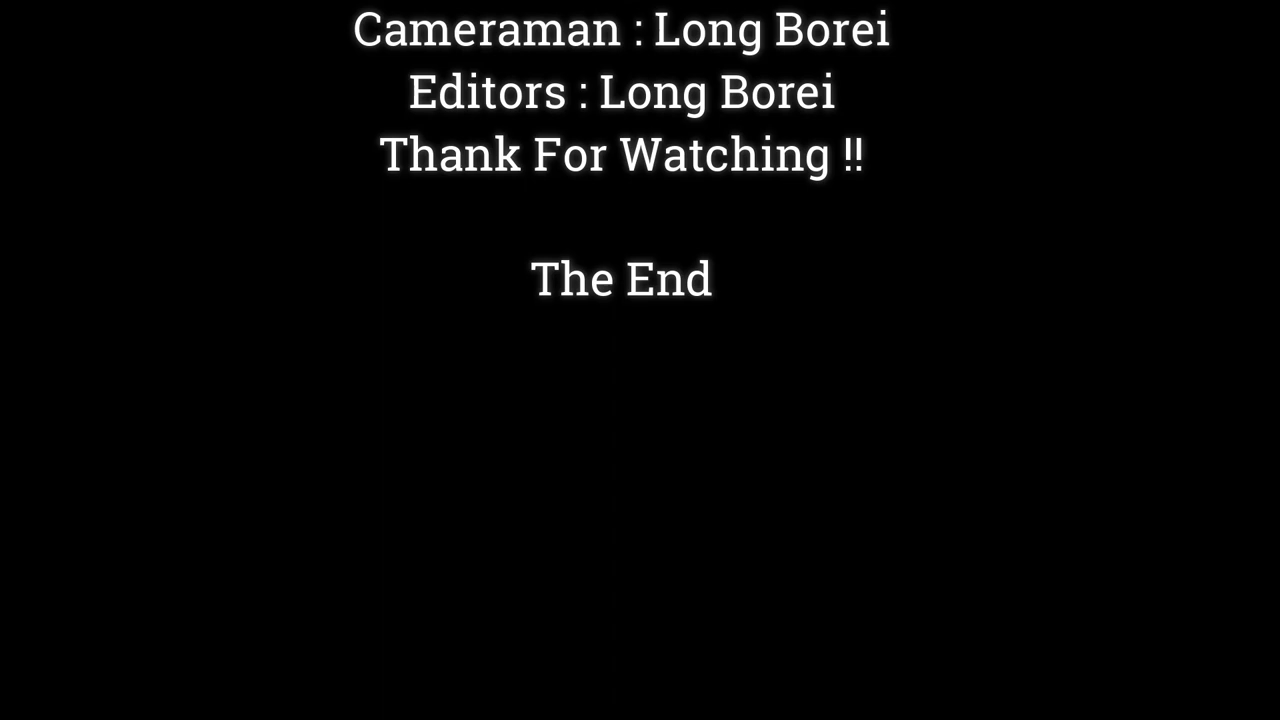 Cameraman : Long Borei
Editors : Long Borei
Thank For Watching !!
The End